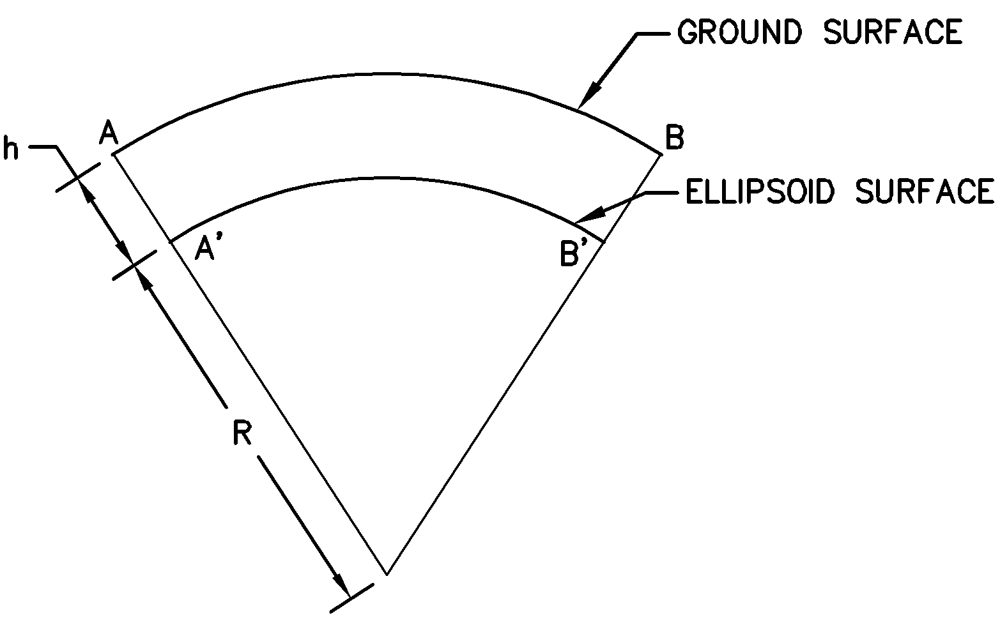 GROUND SURFACE
A
B
h
ELLIPSOID SURFACE
A'
B'
R